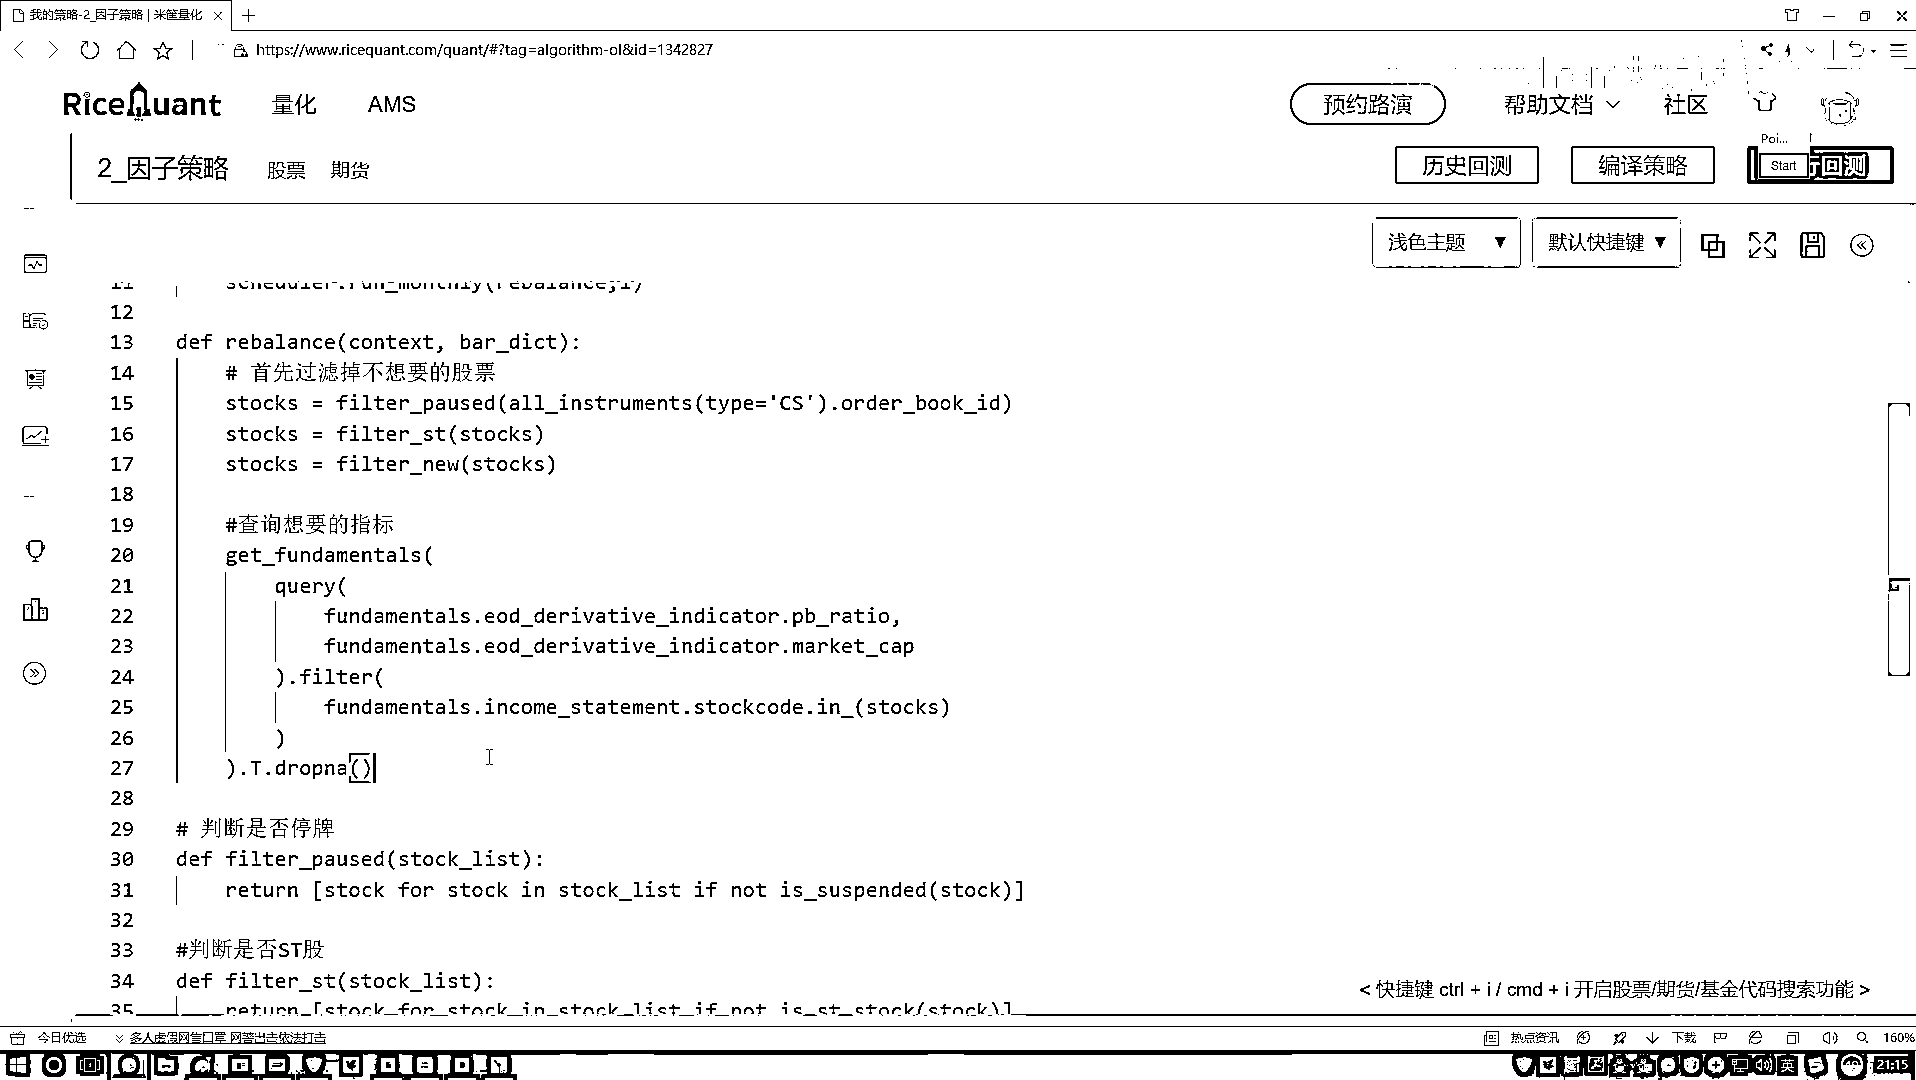 我的策略-2_因子策略 | 米筐量化
https://www.ricequant.com/quant/#?tag=algorithm-ol&id=1342827
RiceQuant 量化 AMS 预约路演 帮助文档 社区
Poi...
2_因子策略 股票 期货 历史回测 编译策略 Start 回测
浅色主题 ▼ 默认快捷键 ▼
11 scheduler.run_monthly(rebalance,1)
12
13 def rebalance(context, bar_dict):
14 # 首先过滤掉不想要的股票
15 stocks = filter_paused(all_instruments(type='CS').order_book_id)
16 stocks = filter_st(stocks)
17 stocks = filter_new(stocks)
18
19 #查询想要的指标
20 get_fundamentals(
21 query(
22 fundamentals.eod_derivative_indicator.pb_ratio,
23 fundamentals.eod_derivative_indicator.market_cap
24 ).filter(
25 fundamentals.income_statement.stockcode.in_(stocks)
26 )
27 ).T.dropna()
28
29 # 判断是否停牌
30 def filter_paused(stock_list):
31 return [stock for stock in stock_list if not is_suspended(stock)]
32
33 #判断是否ST股
34 def filter_st(stock_list):
35 return [stock for stock in stock_list if not is_st_stock(stock)]
< 快捷键 ctrl + i / cmd + i 开启股票/期货/基金代码搜索功能 >
今日优选 多人虚假网售口罩 网警出击依法打击 热点资讯 下载 160%
英 21:15